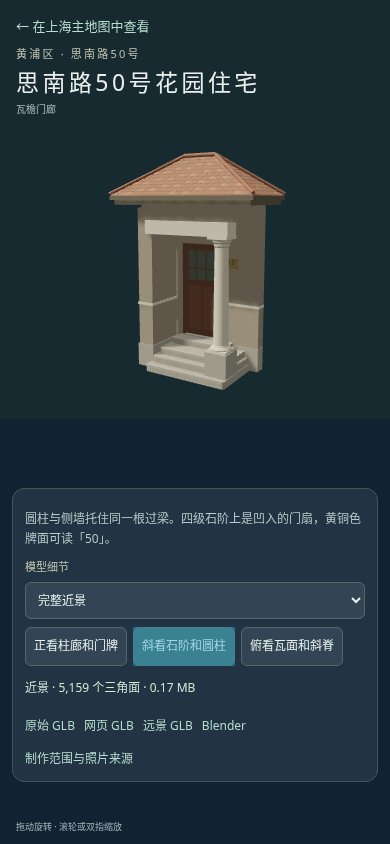 ← 在上海主地图中查看
黄浦区 · 思南路50号
思南路50号花园住宅
瓦檐门廊
圆柱与侧墙托住同一根过梁。四级石阶上是凹入的门扇，黄铜色
牌面可读「50」。
模型细节
完整近景
正看柱廊和门牌 斜看石阶和圆柱 俯看瓦面和斜脊
近景 · 5,159 个三角面 · 0.17 MB
原始 GLB 网页 GLB 远景 GLB Blender
制作范围与照片来源
拖动旋转 · 滚轮或双指缩放